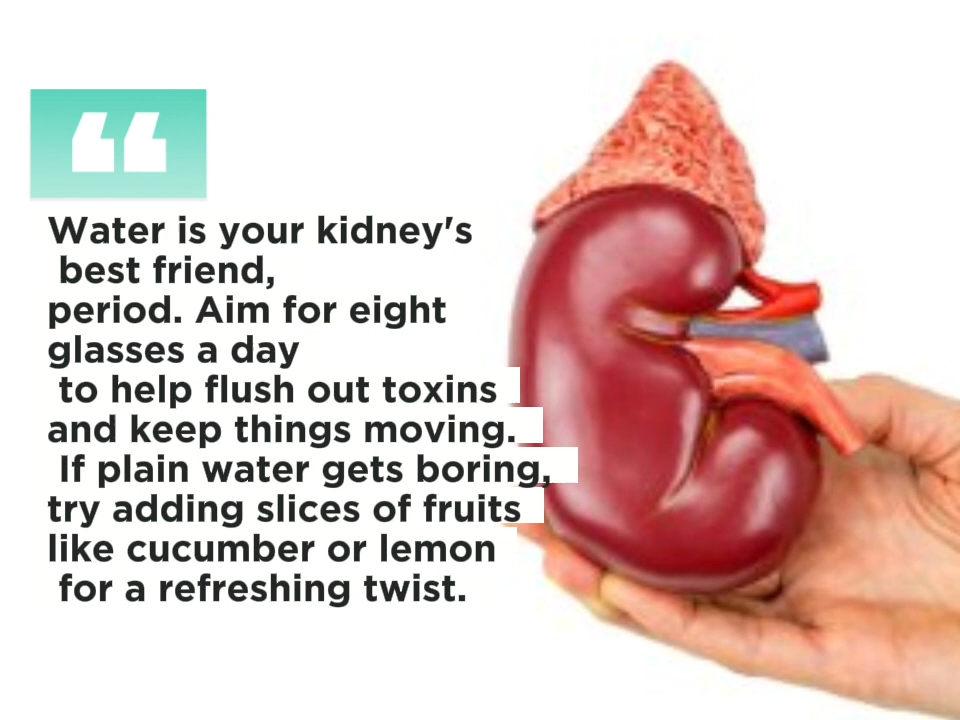 “
Water is your kidney's
best friend,
period. Aim for eight
glasses a day
to help flush out toxins
and keep things moving.
If plain water gets boring,
try adding slices of fruits
like cucumber or lemon
for a refreshing twist.